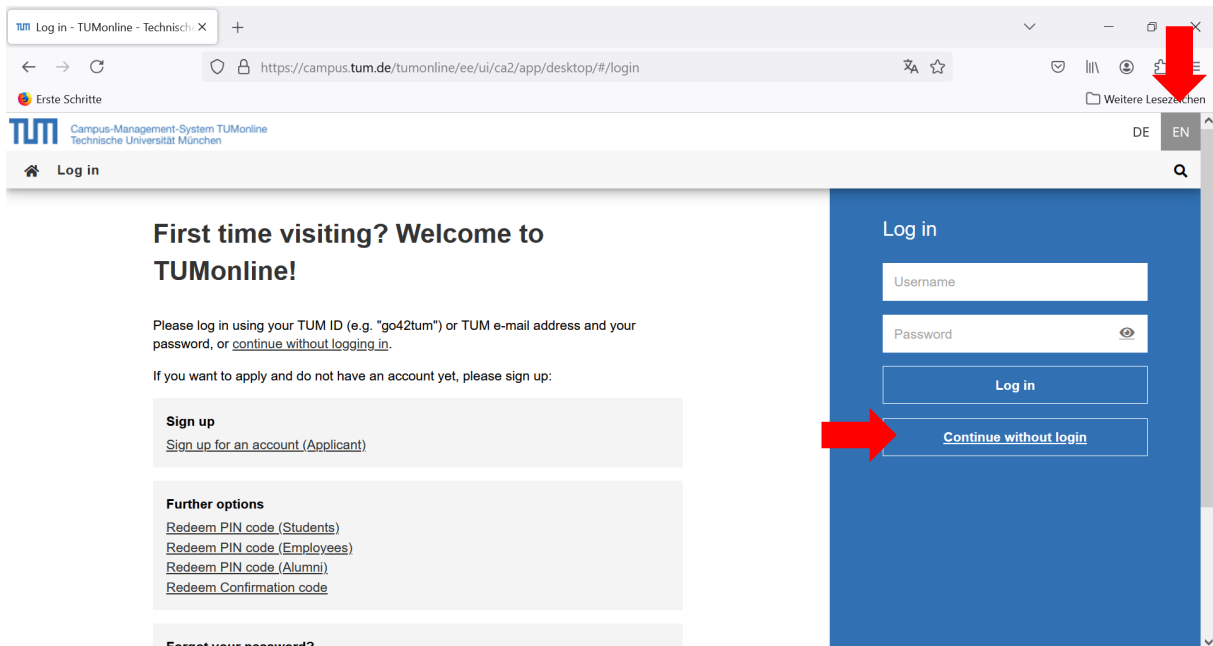 TUM Log in - TUMonline - Technisch
https://campus.tum.de/tumonline/ee/ui/ca2/app/desktop/#/login
Erste Schritte
Weitere Lesezeichen
TUM
Campus-Management-System TUMonline
Technische Universität München
DE EN
Log in
First time visiting? Welcome to
TUMonline!
Please log in using your TUM ID (e.g. "go42tum") or TUM e-mail address and your
password, or continue without logging in.
If you want to apply and do not have an account yet, please sign up:
Sign up
Sign up for an account (Applicant)
Further options
Redeem PIN code (Students)
Redeem PIN code (Employees)
Redeem PIN code (Alumni)
Redeem Confirmation code
Forgot your password?
Log in
Username
Password
Log in
Continue without login